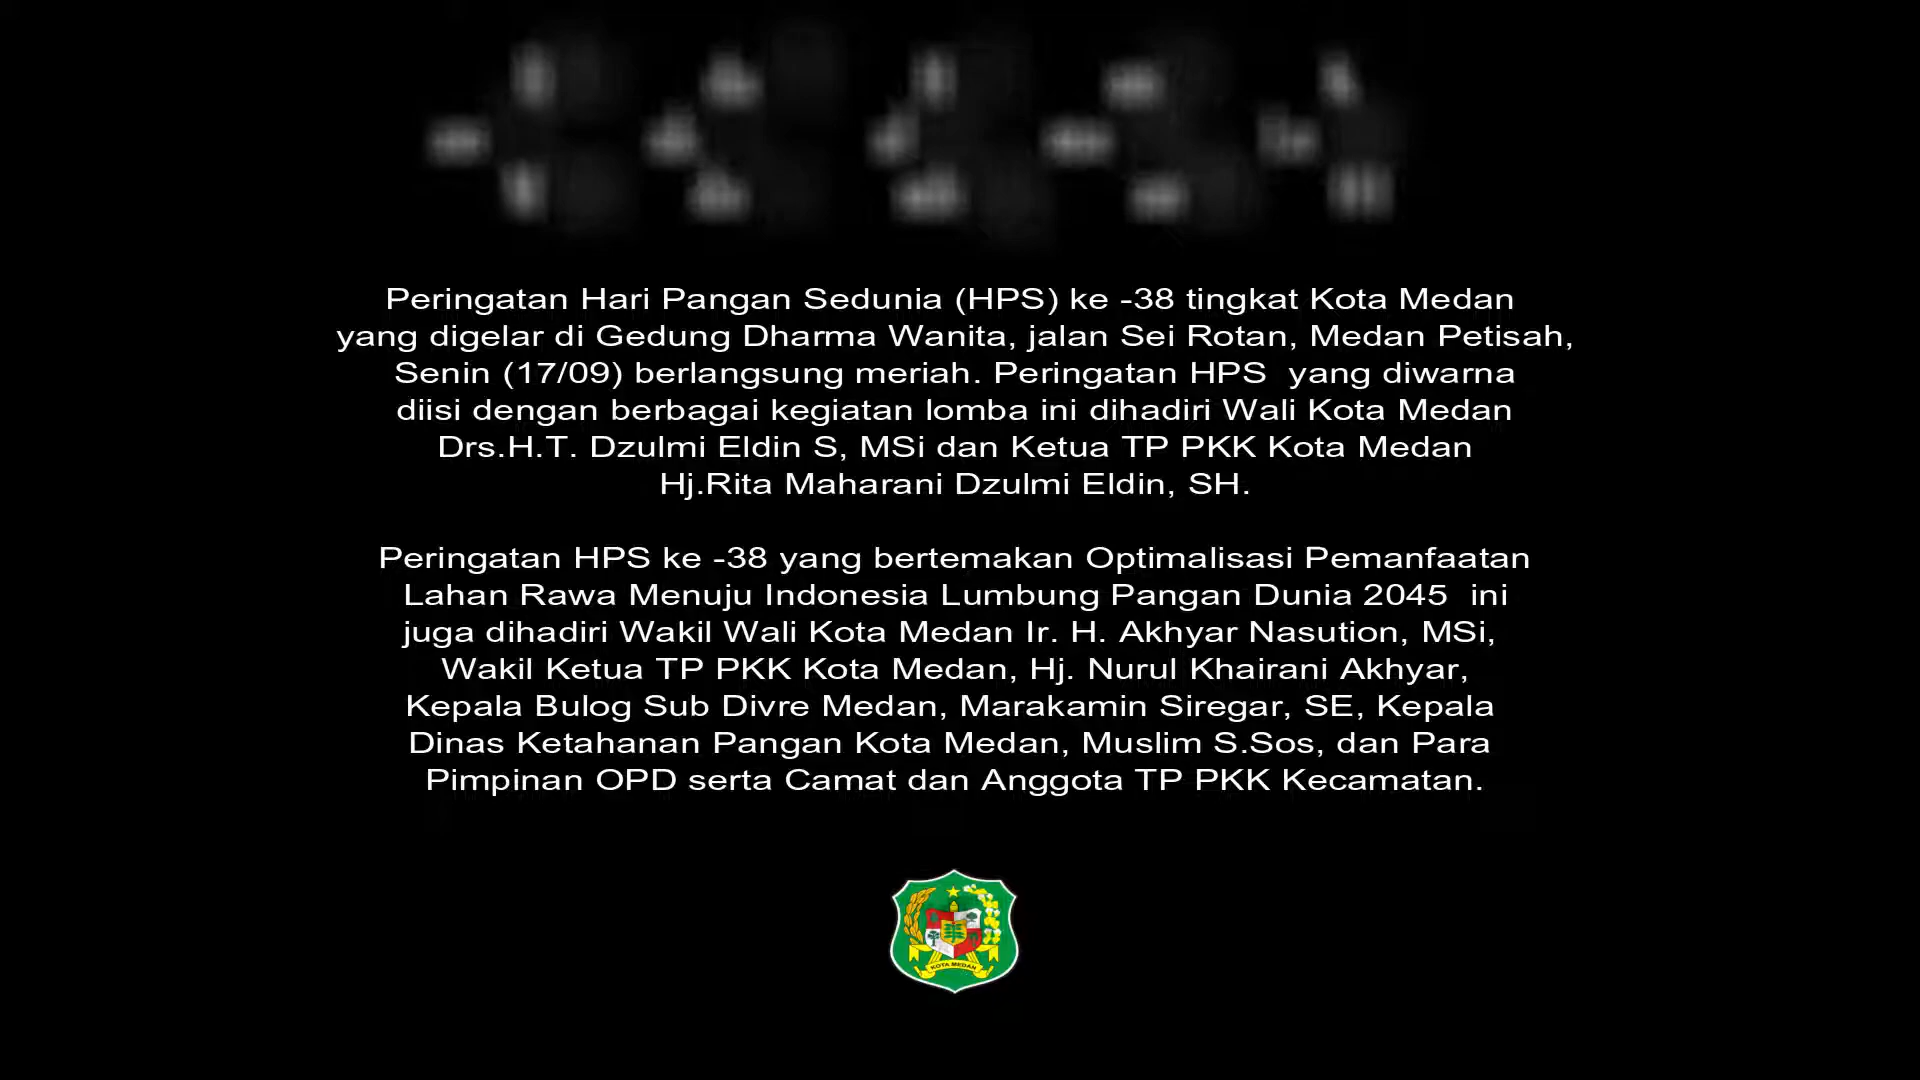 Peringatan Hari Pangan Sedunia (HPS) ke -38 tingkat Kota Medan
yang digelar di Gedung Dharma Wanita, jalan Sei Rotan, Medan Petisah,
Senin (17/09) berlangsung meriah. Peringatan HPS  yang diwarna
diisi dengan berbagai kegiatan lomba ini dihadiri Wali Kota Medan
Drs.H.T. Dzulmi Eldin S, MSi dan Ketua TP PKK Kota Medan
Hj.Rita Maharani Dzulmi Eldin, SH.
Peringatan HPS ke -38 yang bertemakan Optimalisasi Pemanfaatan
Lahan Rawa Menuju Indonesia Lumbung Pangan Dunia 2045  ini
juga dihadiri Wakil Wali Kota Medan Ir. H. Akhyar Nasution, MSi,
Wakil Ketua TP PKK Kota Medan, Hj. Nurul Khairani Akhyar,
Kepala Bulog Sub Divre Medan, Marakamin Siregar, SE, Kepala
Dinas Ketahanan Pangan Kota Medan, Muslim S.Sos, dan Para
Pimpinan OPD serta Camat dan Anggota TP PKK Kecamatan.
KOTA MEDAN